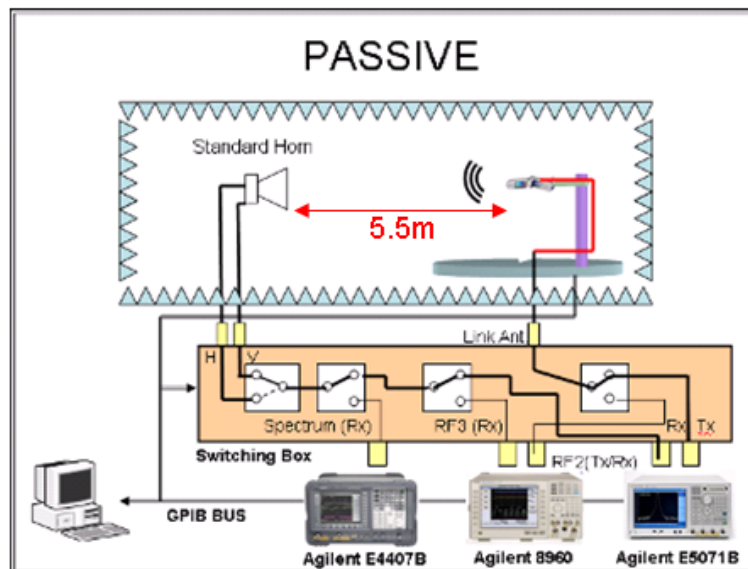 PASSIVE
Standard Horn
5.5m
Link Ant
H V
Spectrum (Rx)
RF3 (Rx)
Rx Tx
Switching Box
RF2(Tx/Rx)
GPIB BUS
Agilent E4407B
Agilent 8960
Agilent E5071B